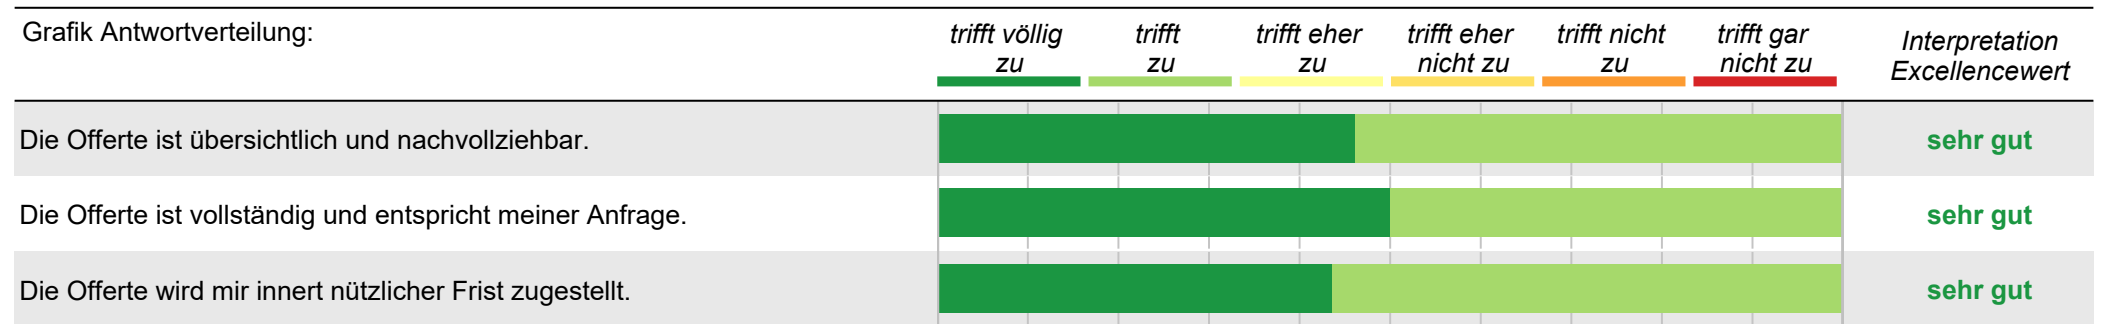 Grafik Antwortverteilung:
trifft völlig zu
trifft zu
trifft eher zu
trifft eher nicht zu
trifft nicht zu
trifft gar nicht zu
Interpretation Excellencewert
Die Offerte ist übersichtlich und nachvollziehbar.
sehr gut
Die Offerte ist vollständig und entspricht meiner Anfrage.
sehr gut
Die Offerte wird mir innert nützlicher Frist zugestellt.
sehr gut